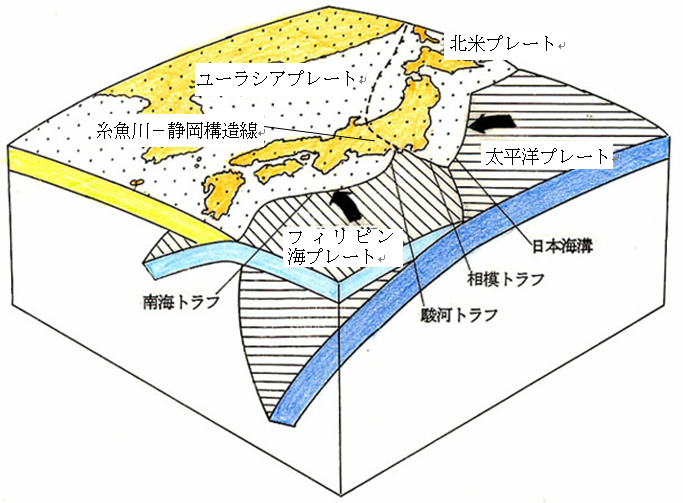 北米プレート
ユーラシアプレート
糸魚川－静岡構造線
太平洋プレート
フィリピン
海プレート
日本海溝
相模トラフ
南海トラフ
駿河トラフ